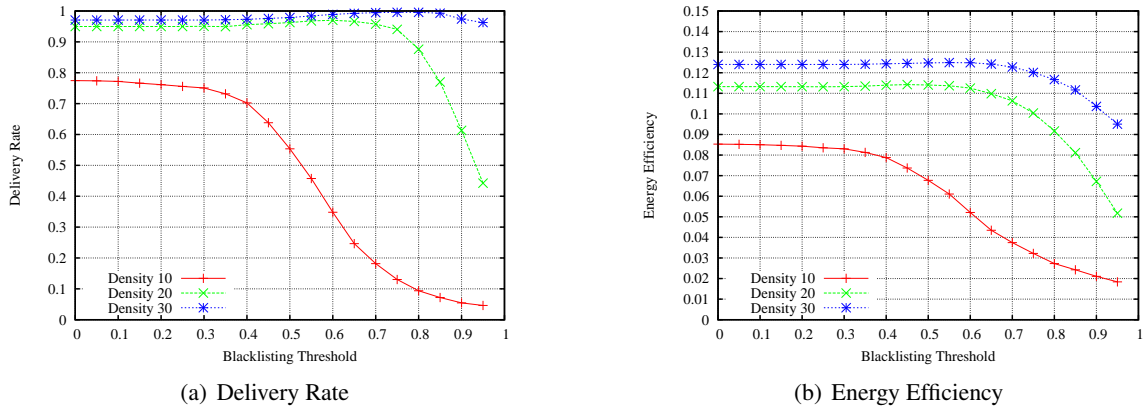 1
0.9
0.8
0.7
0.6
0.5
0.4
0.3
0.2
0.1
0
Delivery Rate
Density 10
Density 20
Density 30
0 0.1 0.2 0.3 0.4 0.5 0.6 0.7 0.8 0.9 1
Blacklisting Threshold
(a) Delivery Rate
0.15
0.14
0.13
0.12
0.11
0.1
0.09
0.08
0.07
0.06
0.05
0.04
0.03
0.02
0.01
0
Energy Efficiency
Density 10
Density 20
Density 30
0 0.1 0.2 0.3 0.4 0.5 0.6 0.7 0.8 0.9 1
Blacklisting Threshold
(b) Energy Efficiency